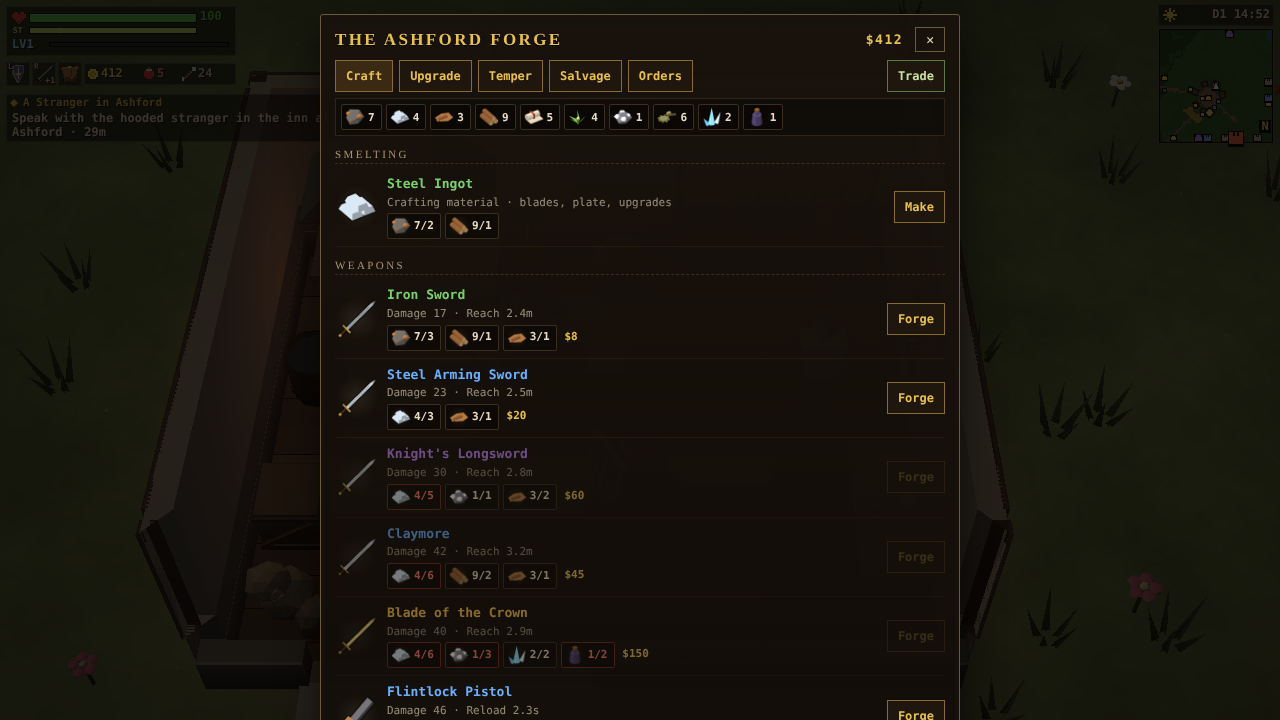 100
ST
LV1
+1
412
5
24
◆ A Stranger in Ashford
Speak with the hooded stranger in the inn a
Ashford · 29m
D1 14:52
N
THE ASHFORD FORGE
$412
×
Craft
Upgrade
Temper
Salvage
Orders
Trade
7
4
3
9
5
4
1
6
2
1
SMELTING
Steel Ingot
Crafting material · blades, plate, upgrades
7/2
9/1
Make
WEAPONS
Iron Sword
Damage 17 · Reach 2.4m
7/3
9/1
3/1
$8
Forge
Steel Arming Sword
Damage 23 · Reach 2.5m
4/3
3/1
$20
Forge
Knight's Longsword
Damage 30 · Reach 2.8m
4/5
1/1
3/2
$60
Forge
Claymore
Damage 42 · Reach 3.2m
4/6
9/2
3/1
$45
Forge
Blade of the Crown
Damage 40 · Reach 2.9m
4/6
1/3
2/2
1/2
$150
Forge
Flintlock Pistol
Damage 46 · Reload 2.3s
Forge